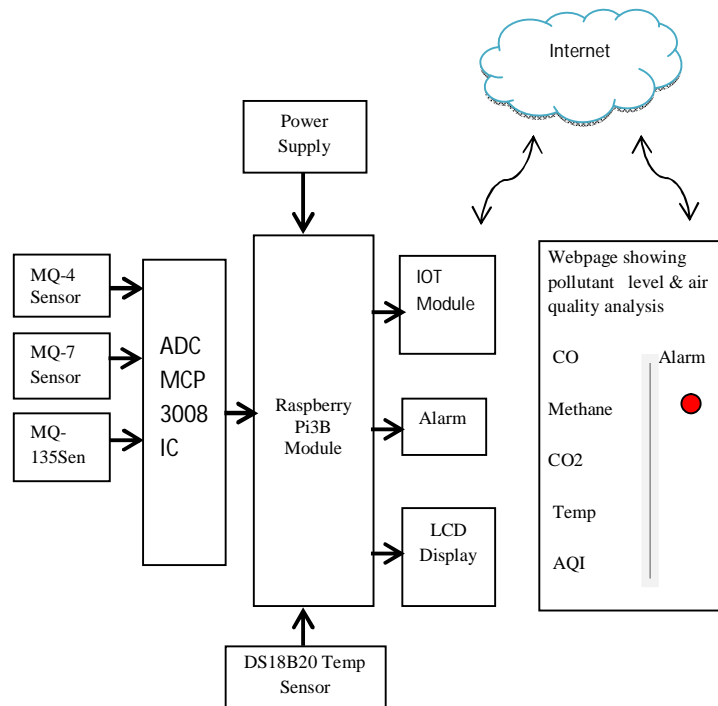 Internet
Power
Supply
MQ-4
Sensor
MQ-7
Sensor
MQ-
135Sen
ADC
MCP
3008
IC
Raspberry
Pi3B
Module
IOT
Module
Alarm
LCD
Display
DS18B20 Temp
Sensor
Webpage showing
pollutant level & air
quality analysis
CO
Alarm
Methane
CO2
Temp
AQI